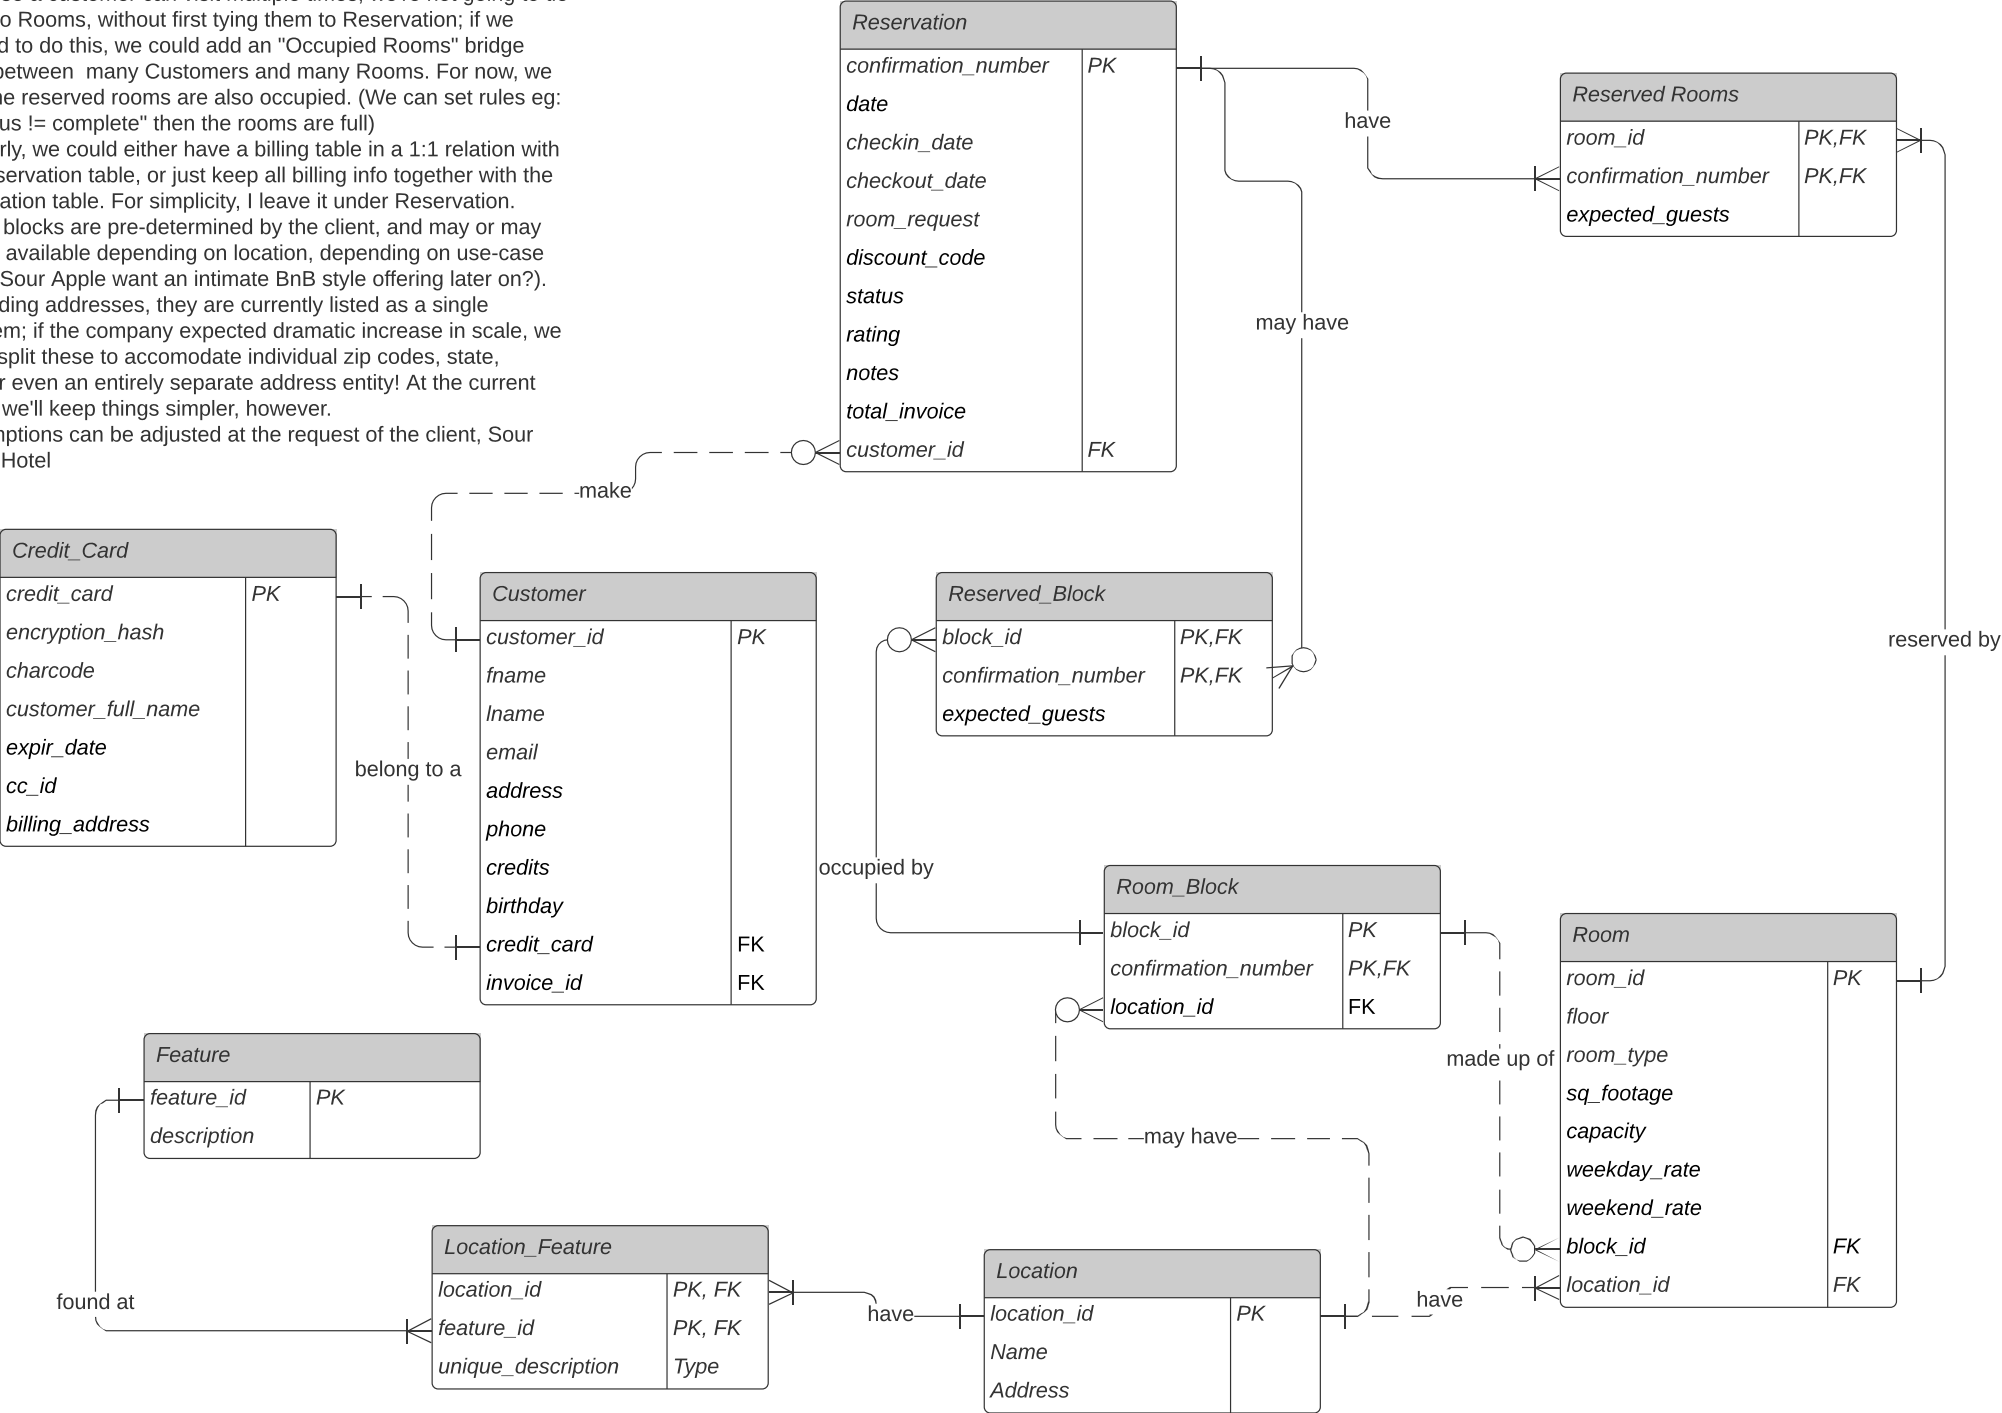 o Rooms, without first tying them to Reservation; if we
d to do this, we could add an "Occupied Rooms" bridge
between  many Customers and many Rooms. For now, we
ne reserved rooms are also occupied. (We can set rules eg:
us != complete" then the rooms are full)
rly, we could either have a billing table in a 1:1 relation with
servation table, or just keep all billing info together with the
ation table. For simplicity, I leave it under Reservation.
blocks are pre-determined by the client, and may or may
available depending on location, depending on use-case
Sour Apple want an intimate BnB style offering later on?).
ding addresses, they are currently listed as a single
em; if the company expected dramatic increase in scale, we
split these to accomodate individual zip codes, state,
r even an entirely separate address entity! At the current
we'll keep things simpler, however.
nptions can be adjusted at the request of the client, Sour
Hotel
Reservation
confirmation_number PK
date
checkin_date
checkout_date
room_request
discount_code
status
rating
notes
total_invoice
customer_id FK
have
may have
make
Reserved Rooms
room_id PK,FK
confirmation_number PK,FK
expected_guests
reserved by
Credit_Card
credit_card PK
encryption_hash
charcode
customer_full_name
expir_date
cc_id
billing_address
belong to a
Customer
customer_id PK
fname
lname
email
address
phone
credits
birthday
credit_card FK
invoice_id FK
Reserved_Block
block_id PK,FK
confirmation_number PK,FK
expected_guests
occupied by
Room_Block
block_id PK
confirmation_number PK,FK
location_id FK
made up of
may have
Room
room_id PK
floor
room_type
sq_footage
capacity
weekday_rate
weekend_rate
block_id FK
location_id FK
Feature
feature_id PK
description
found at
Location_Feature
location_id PK, FK
feature_id PK, FK
unique_description Type
have
Location
location_id PK
Name
Address
have